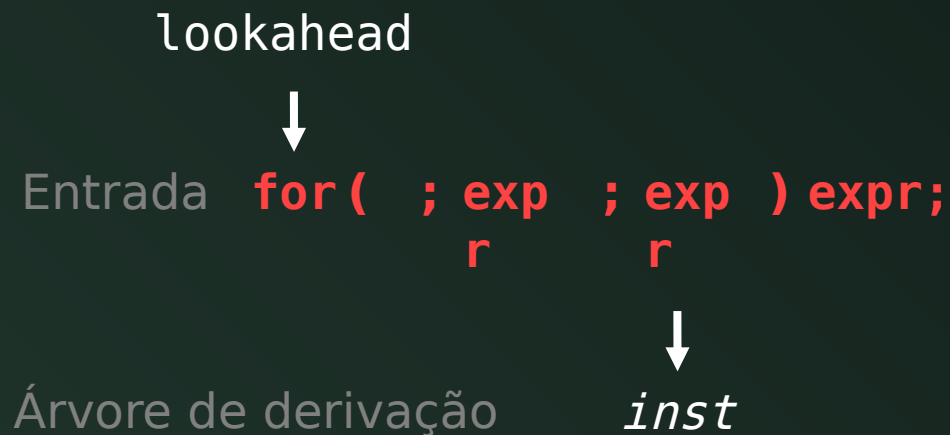 lookahead
Entrada for( ; exp ; exp ) expr;
r r
Árvore de derivação inst